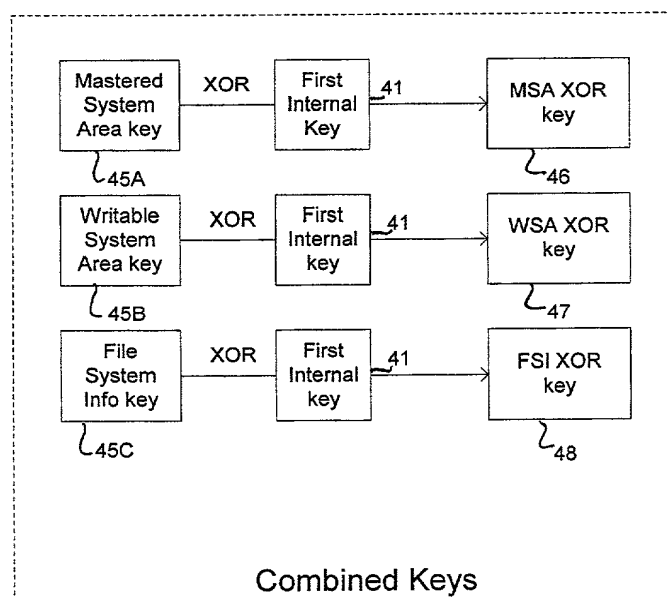 Mastered
System
Area key
XOR
First
Internal
Key
41
MSA XOR
key
45A
46
Writable
System
Area key
XOR
First
Internal
key
41
WSA XOR
key
45B
47
File
System
Info key
XOR
First
Internal
key
41
FSI XOR
key
45C
48
Combined Keys